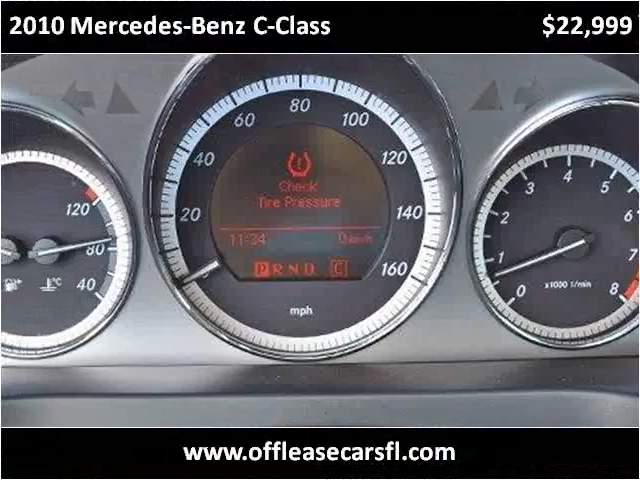 2010 Mercedes-Benz C-Class $22,999
60 80 100
40 120
20 140
160
120
80
40
°C
Check
Tire Pressure
11:34 0 km/h
P R N D C
mph
0 1 2 3 4 5 6 7 8
x1000 1/min
www.offleasecarsfl.com